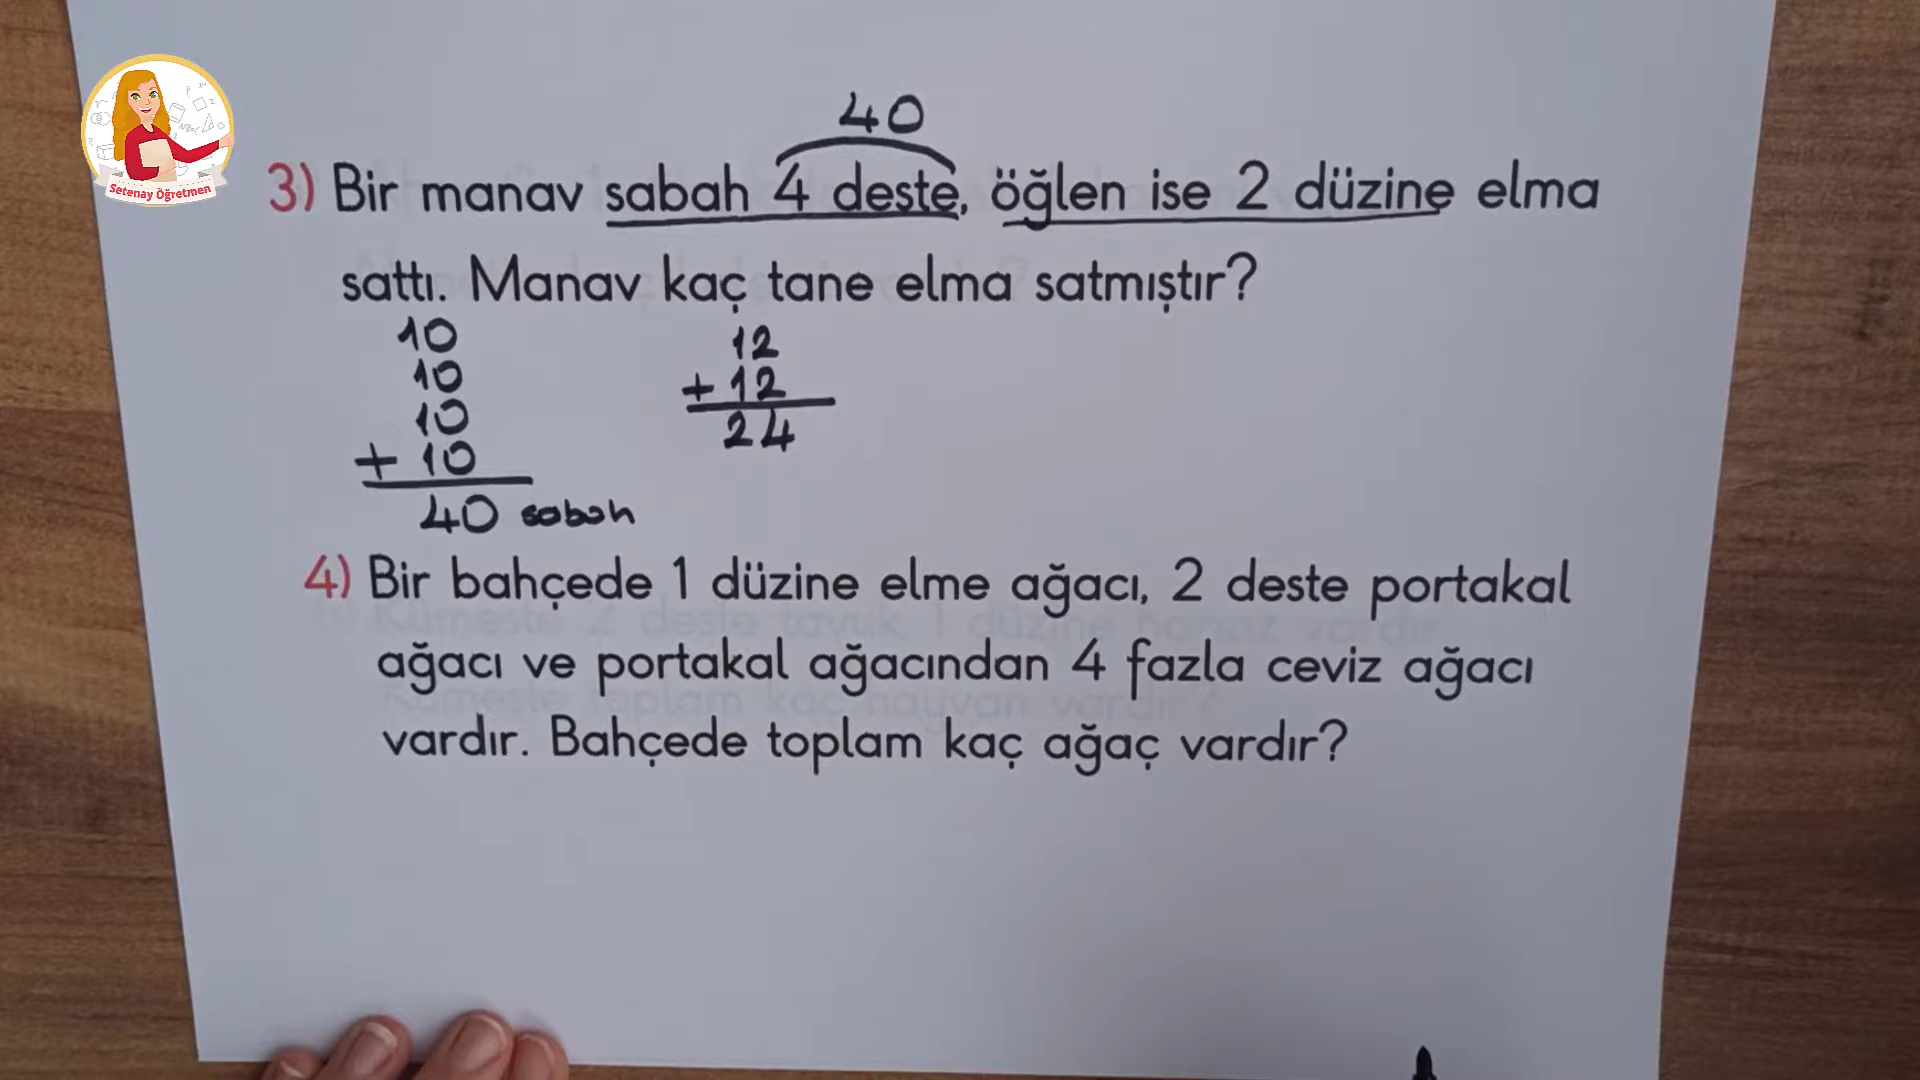 Setenay Öğretmen
40
3) Bir manav sabah 4 deste, öğlen ise 2 düzine elma
sattı. Manav kaç tane elma satmıştır?
10
10
10
+ 10
40 sabah
12
+ 12
24
4) Bir bahçede 1 düzine elme ağacı, 2 deste portakal
ağacı ve portakal ağacından 4 fazla ceviz ağacı
vardır. Bahçede toplam kaç ağaç vardır?